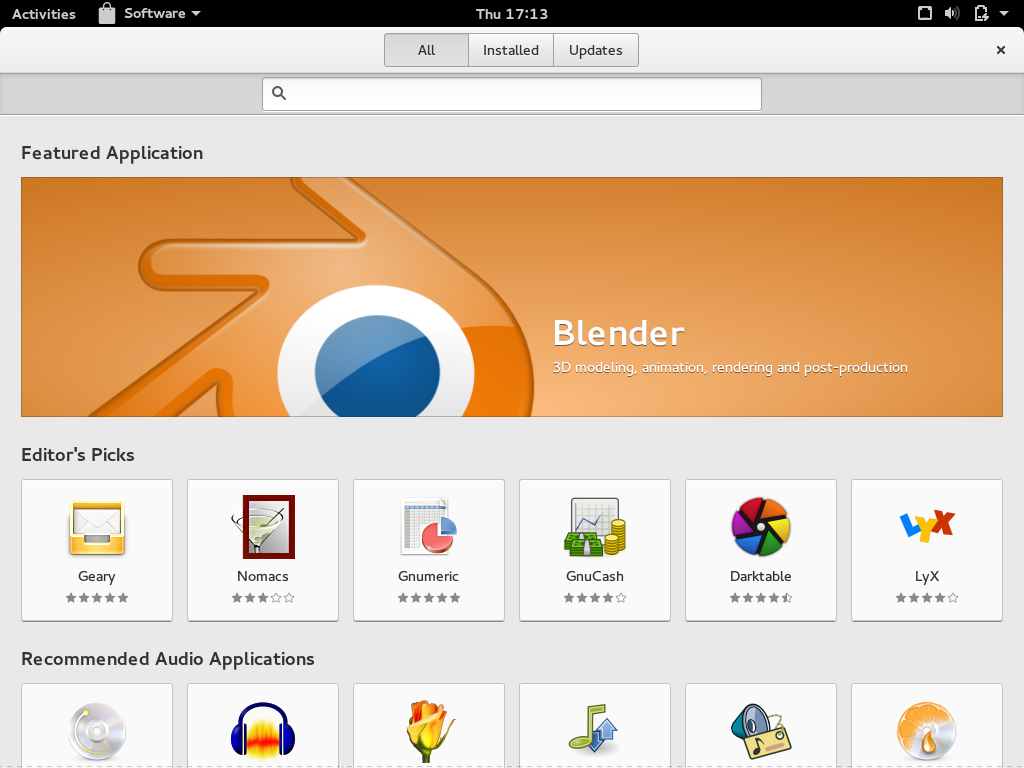 Activities Software Thu 17:13
All Installed Updates
Featured Application
Blender
3D modeling, animation, rendering and post-production
Editor's Picks
Geary Nomacs Gnumeric GnuCash Darktable LyX
Recommended Audio Applications